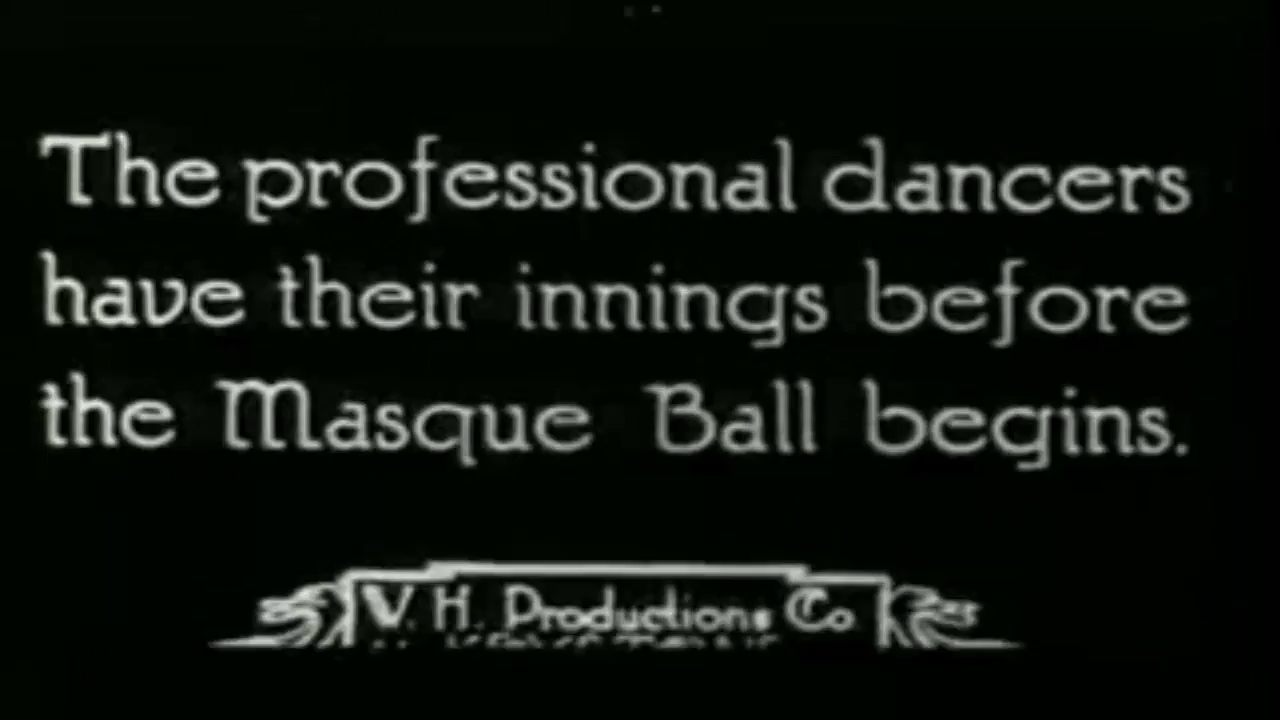 The professional dancers
have their innings before
the Masque Ball begins.
V. H. Productions Co